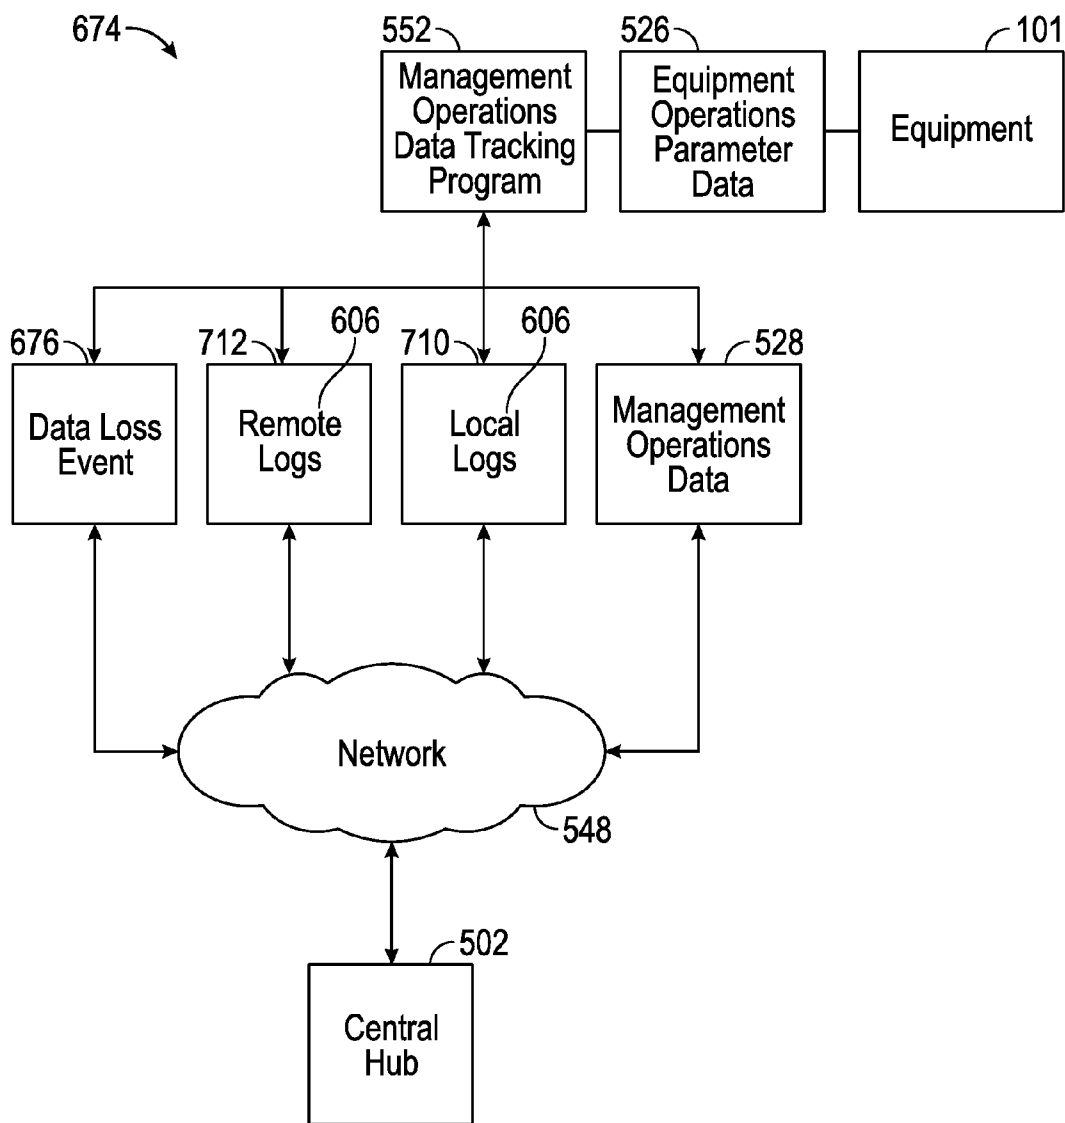 674
552
526
101
Management
Operations
Data Tracking
Program
Equipment
Operations
Parameter
Data
Equipment
676
712
606
710
606
528
Data Loss
Event
Remote
Logs
Local
Logs
Management
Operations
Data
Network
548
502
Central
Hub